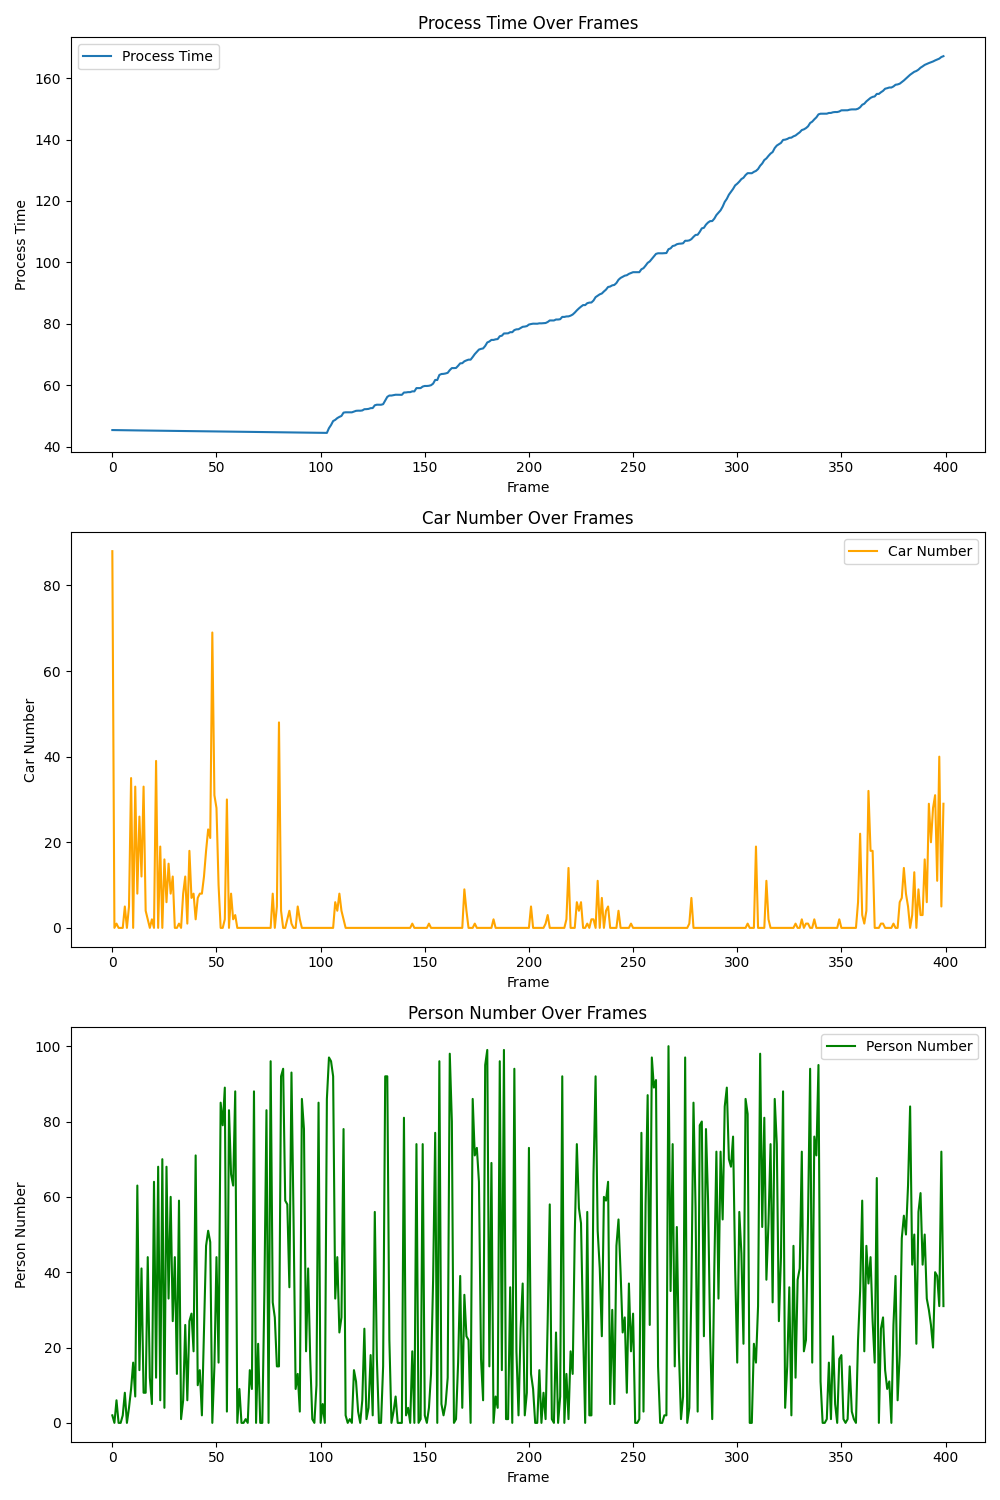 Process Time Over Frames
Process Time
160
140
120
100
80
60
40
Process Time
0 50 100 150 200 250 300 350 400
Frame
Car Number Over Frames
Car Number
80
60
40
20
0
Car Number
0 50 100 150 200 250 300 350 400
Frame
Person Number Over Frames
Person Number
100
80
60
40
20
0
Person Number
0 50 100 150 200 250 300 350 400
Frame